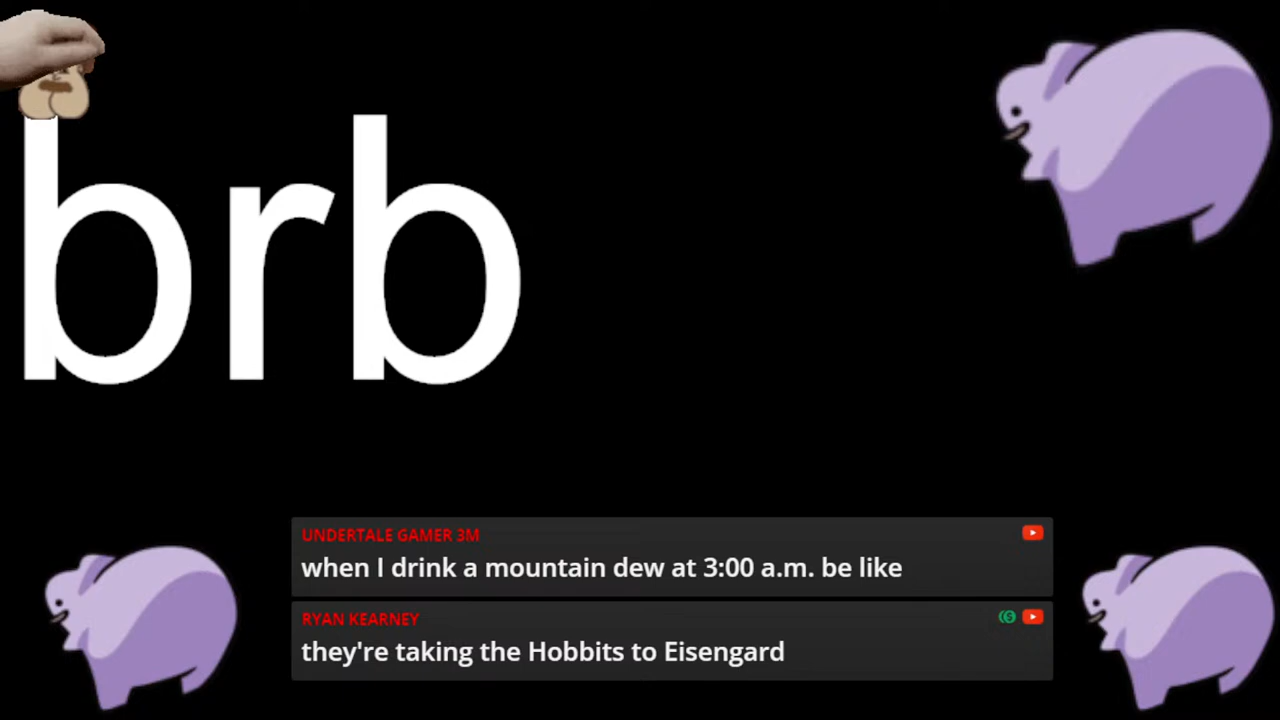 brb
UNDERTALE GAMER 3M
when I drink a mountain dew at 3:00 a.m. be like
RYAN KEARNEY
they're taking the Hobbits to Eisengard